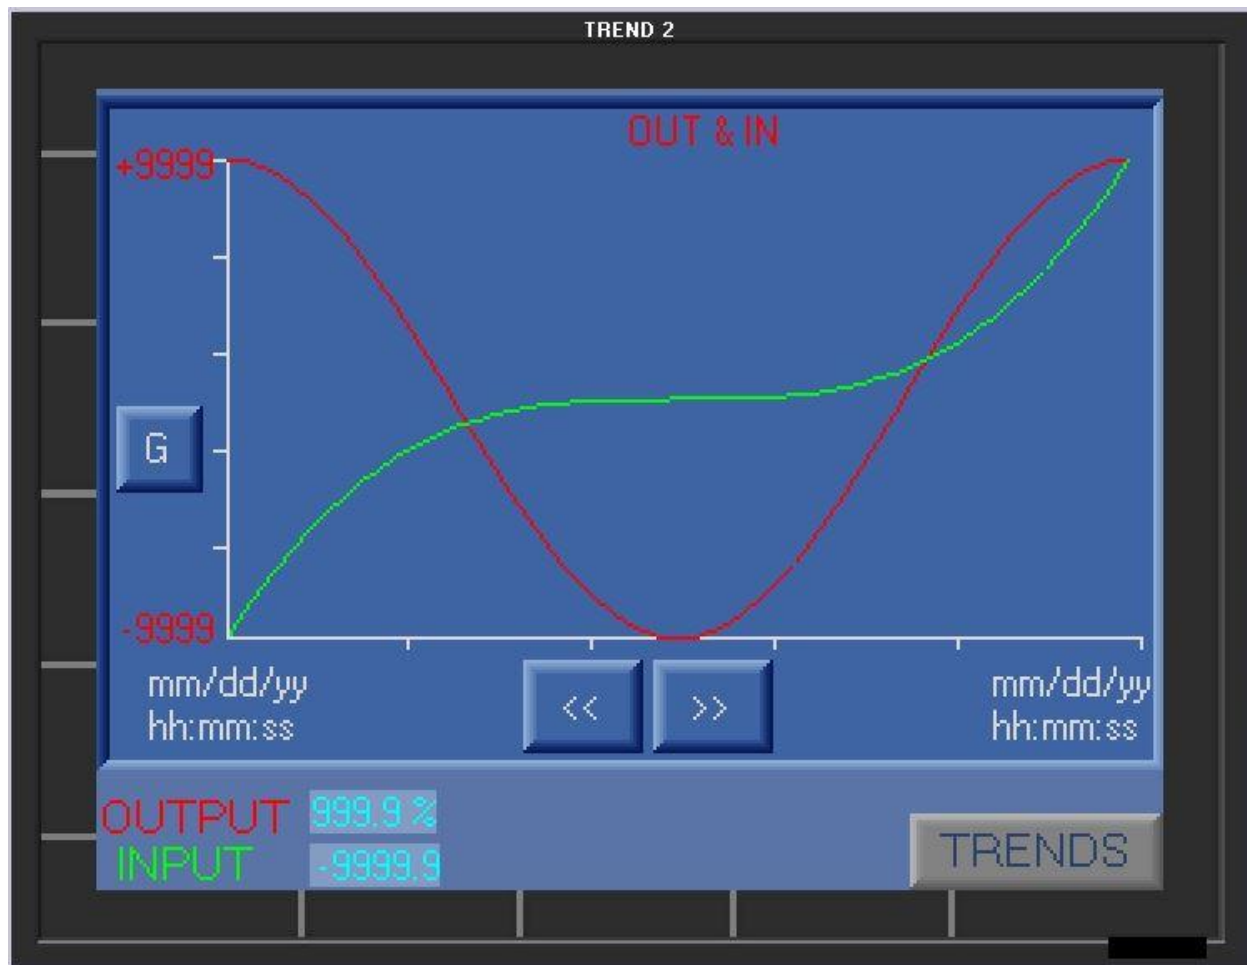 TREND 2
OUT & IN
+9999
G
-9999
mm/dd/yy
hh:mm:ss
<<
>>
mm/dd/yy
hh:mm:ss
OUTPUT 999.9 %
INPUT -9999.9
TRENDS